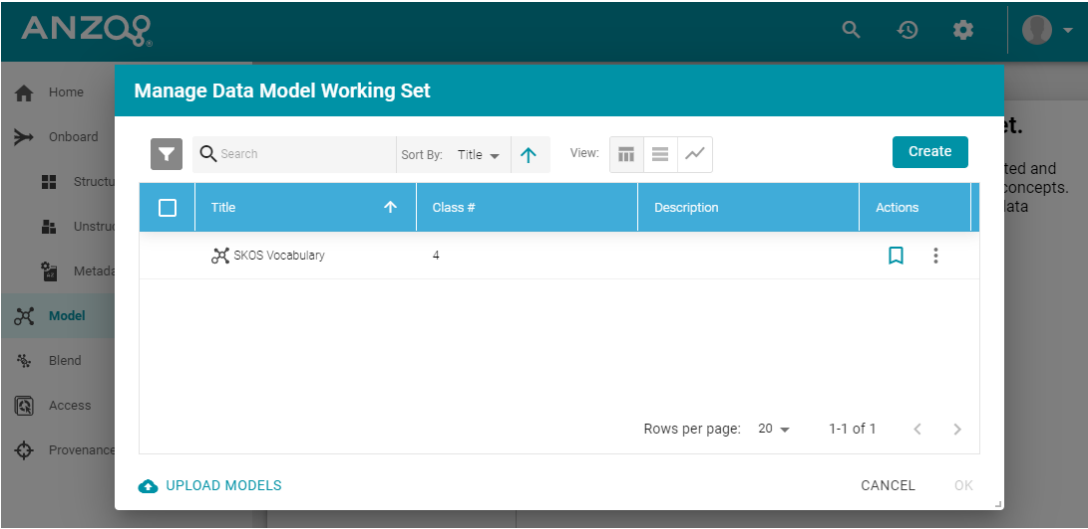 ANZO
Home
Onboard
Structu
Unstruc
Metada
Model
Blend
Access
Provenance
Manage Data Model Working Set
Search
Sort By: Title
View:
Create
Title
Class #
Description
Actions
SKOS Vocabulary
4
Rows per page: 20
1-1 of 1
UPLOAD MODELS
CANCEL
OK
et.
ted and
concepts.
data